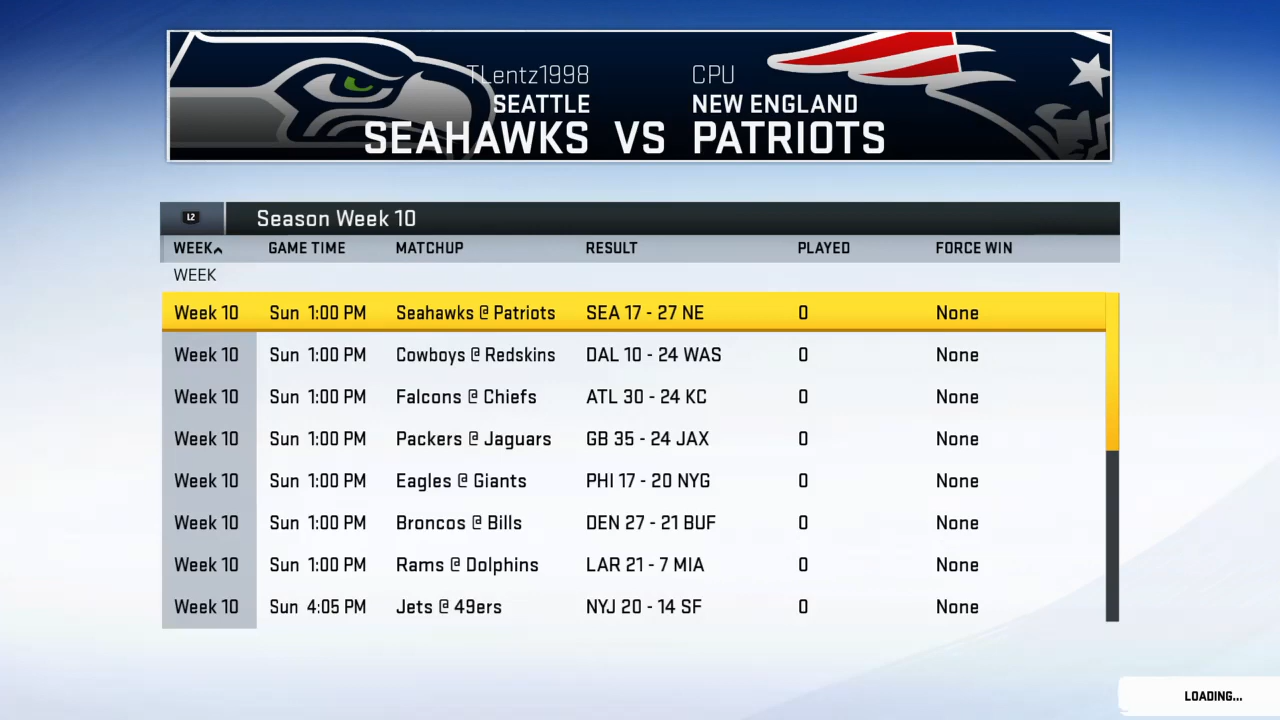 TLentz1998 CPU
SEATTLE NEW ENGLAND
SEAHAWKS VS PATRIOTS
L2 Season Week 10
WEEK GAME TIME MATCHUP RESULT PLAYED FORCE WIN
WEEK
Week 10 Sun 1:00 PM Seahawks @ Patriots SEA 17 - 27 NE 0 None
Week 10 Sun 1:00 PM Cowboys @ Redskins DAL 10 - 24 WAS 0 None
Week 10 Sun 1:00 PM Falcons @ Chiefs ATL 30 - 24 KC 0 None
Week 10 Sun 1:00 PM Packers @ Jaguars GB 35 - 24 JAX 0 None
Week 10 Sun 1:00 PM Eagles @ Giants PHI 17 - 20 NYG 0 None
Week 10 Sun 1:00 PM Broncos @ Bills DEN 27 - 21 BUF 0 None
Week 10 Sun 1:00 PM Rams @ Dolphins LAR 21 - 7 MIA 0 None
Week 10 Sun 4:05 PM Jets @ 49ers NYJ 20 - 14 SF 0 None
LOADING...